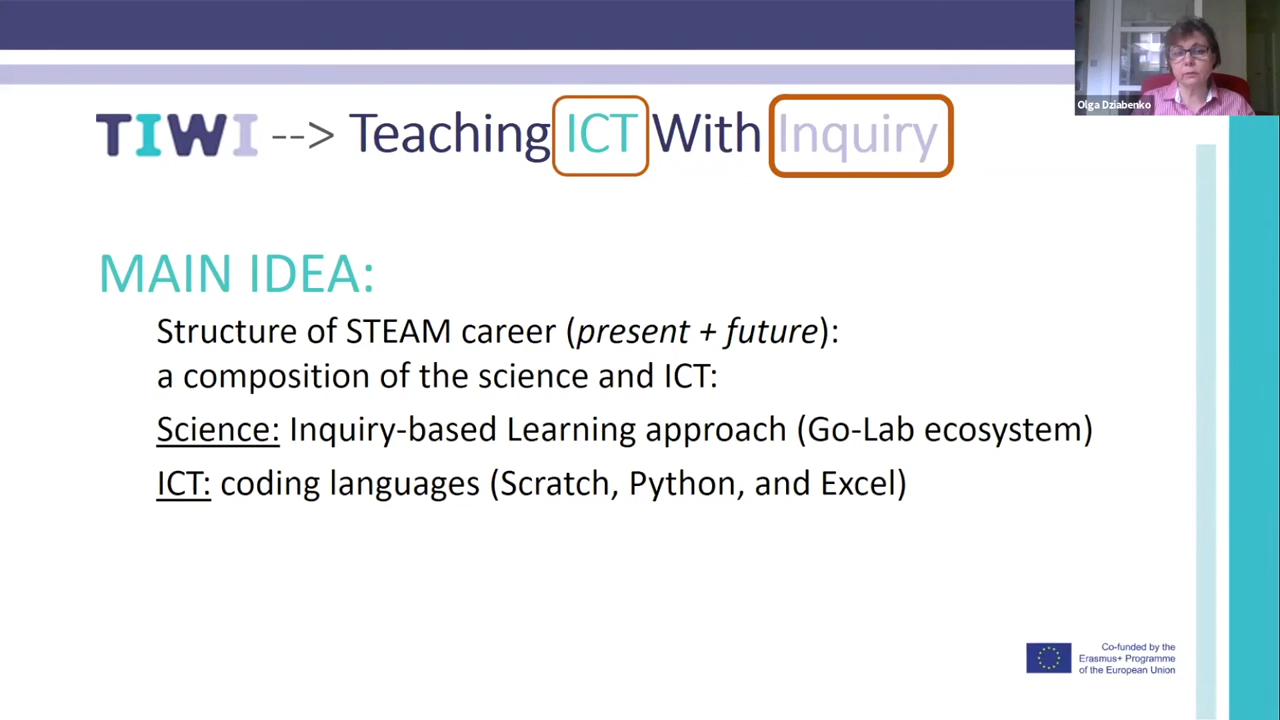 Olga Dziabenko
TIWI --> Teaching ICT With Inquiry
MAIN IDEA:
Structure of STEAM career (present + future):
a composition of the science and ICT:
Science: Inquiry-based Learning approach (Go-Lab ecosystem)
ICT: coding languages (Scratch, Python, and Excel)
Co-funded by the
Erasmus+ Programme
of the European Union